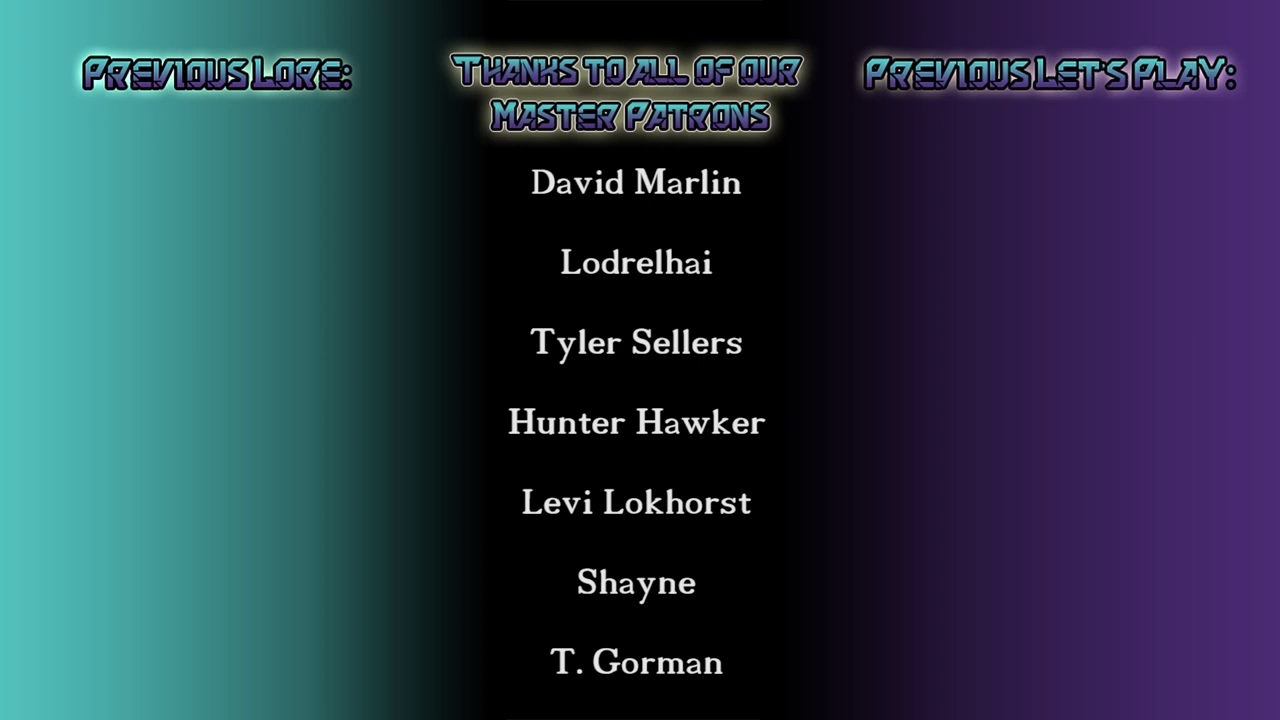 Previous Lore:
Thanks to all of our
Master Patrons
Previous Let's Play:
David Marlin
Lodrelhai
Tyler Sellers
Hunter Hawker
Levi Lokhorst
Shayne
T. Gorman